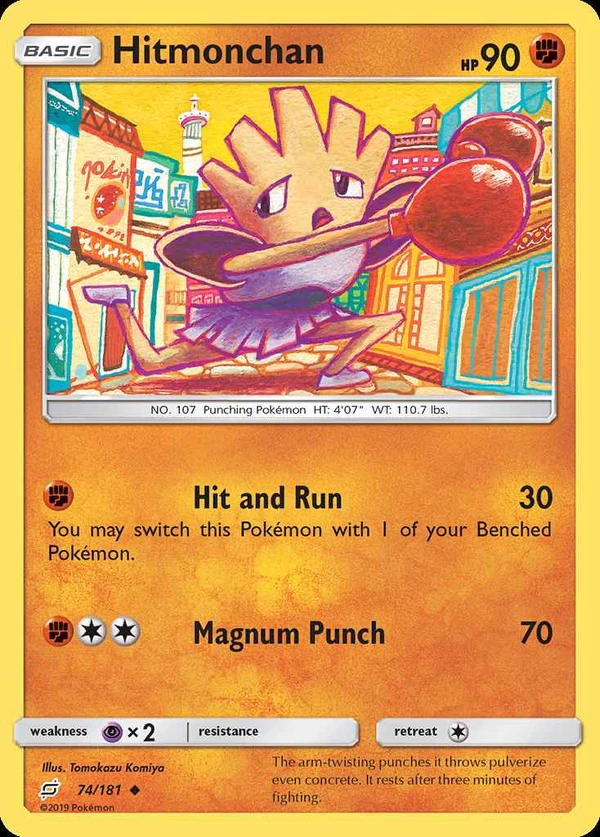 BASIC Hitmonchan HP 90
NO. 107 Punching Pokémon HT: 4'07" WT: 110.7 lbs.
Hit and Run 30
You may switch this Pokémon with 1 of your Benched
Pokémon.
Magnum Punch 70
weakness ×2 resistance retreat
Illus. Tomokazu Komiya
74/181
©2019 Pokémon
The arm-twisting punches it throws pulverize
even concrete. It rests after three minutes of
fighting.